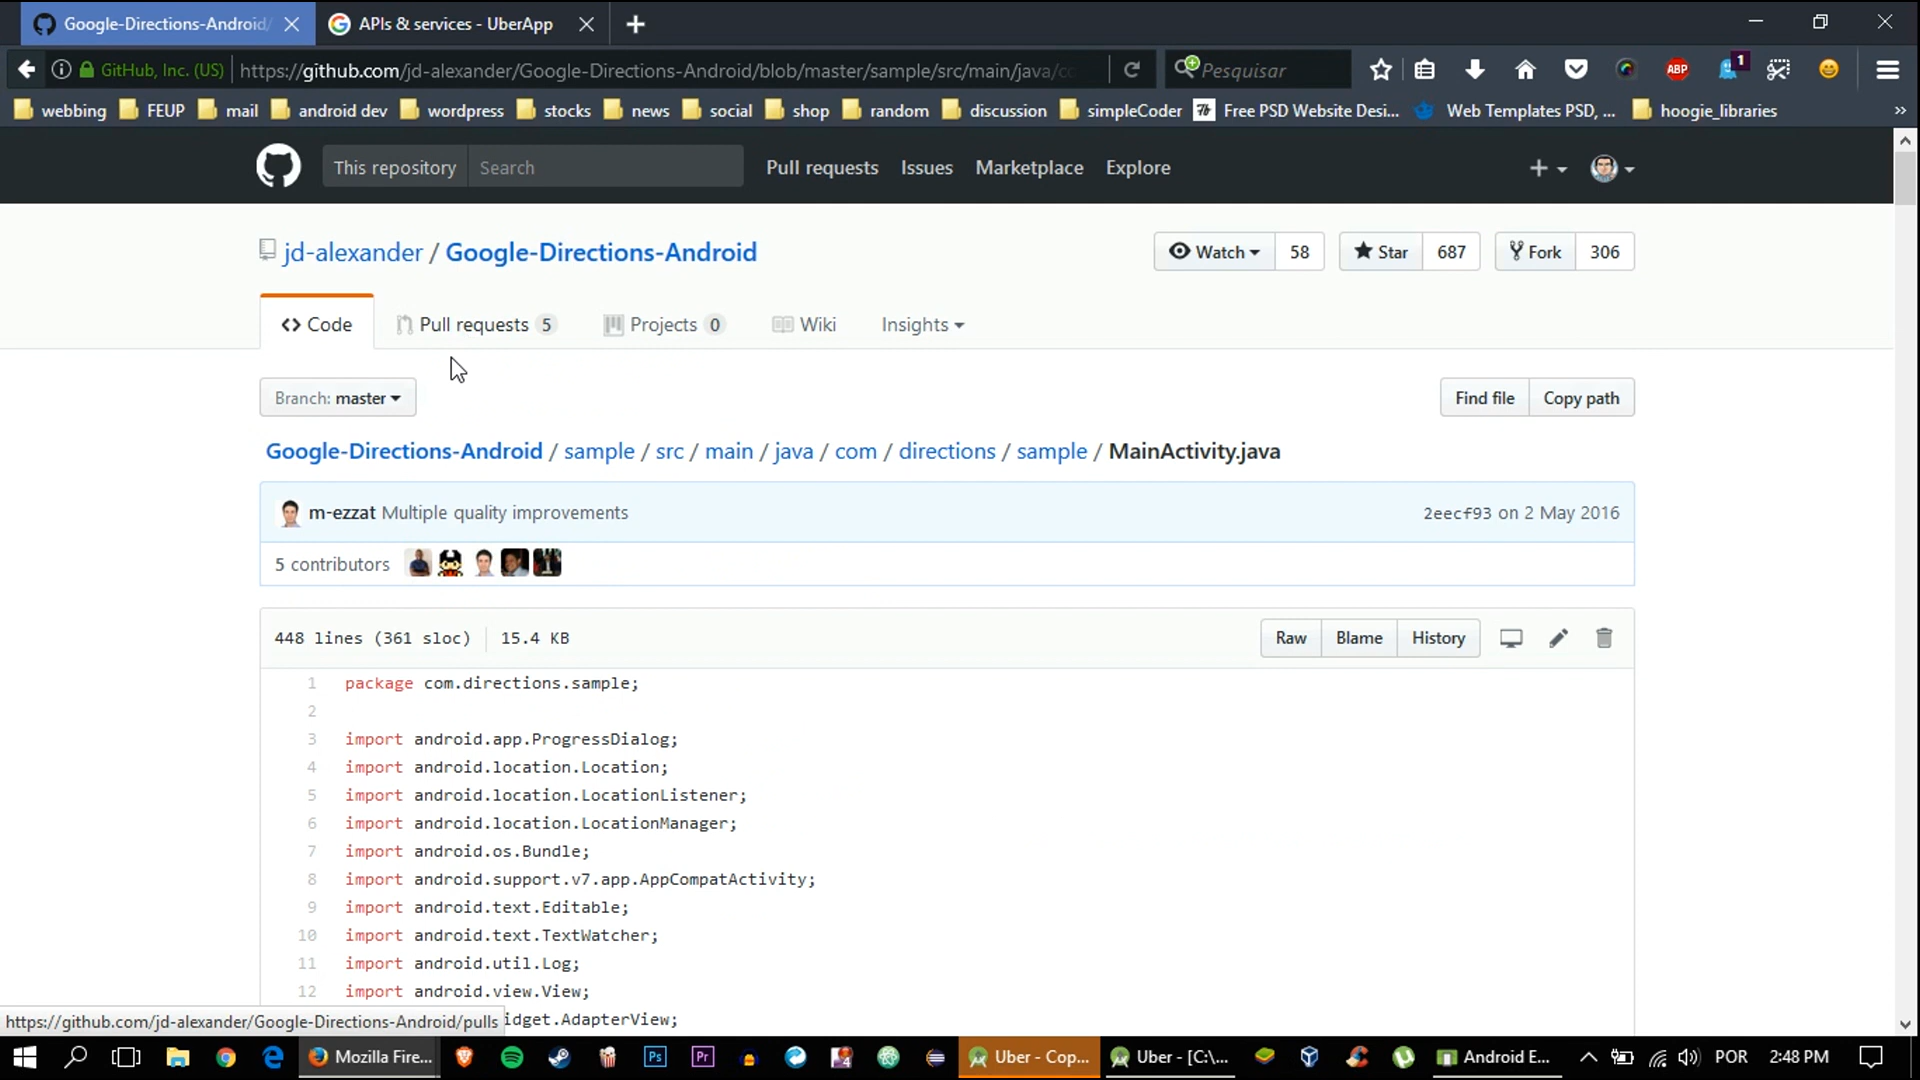 Google-Directions-Android/
APIs & services - UberApp
GitHub, Inc. (US)
https://github.com/jd-alexander/Google-Directions-Android/blob/master/sample/src/main/java/co
Pesquisar
ABP
1
webbing
FEUP
mail
android dev
wordpress
stocks
news
social
shop
random
discussion
simpleCoder
Free PSD Website Desi...
Web Templates PSD, ...
hoogie_libraries
This repository
Search
Pull requests
Issues
Marketplace
Explore
jd-alexander / Google-Directions-Android
Watch 58
Star 687
Fork 306
Code
Pull requests 5
Projects 0
Wiki
Insights
Branch: master
Find file
Copy path
Google-Directions-Android / sample / src / main / java / com / directions / sample / MainActivity.java
m-ezzat Multiple quality improvements
2eecf93 on 2 May 2016
5 contributors
448 lines (361 sloc) 15.4 KB
Raw
Blame
History
1 package com.directions.sample;
2
3 import android.app.ProgressDialog;
4 import android.location.Location;
5 import android.location.LocationListener;
6 import android.location.LocationManager;
7 import android.os.Bundle;
8 import android.support.v7.app.AppCompatActivity;
9 import android.text.Editable;
10 import android.text.TextWatcher;
11 import android.util.Log;
12 import android.view.View;
idget.AdapterView;
https://github.com/jd-alexander/Google-Directions-Android/pulls
Mozilla Fire...
Ps
Pr
Uber - Cop...
Uber - [C:\...
Android E...
POR
2:48 PM